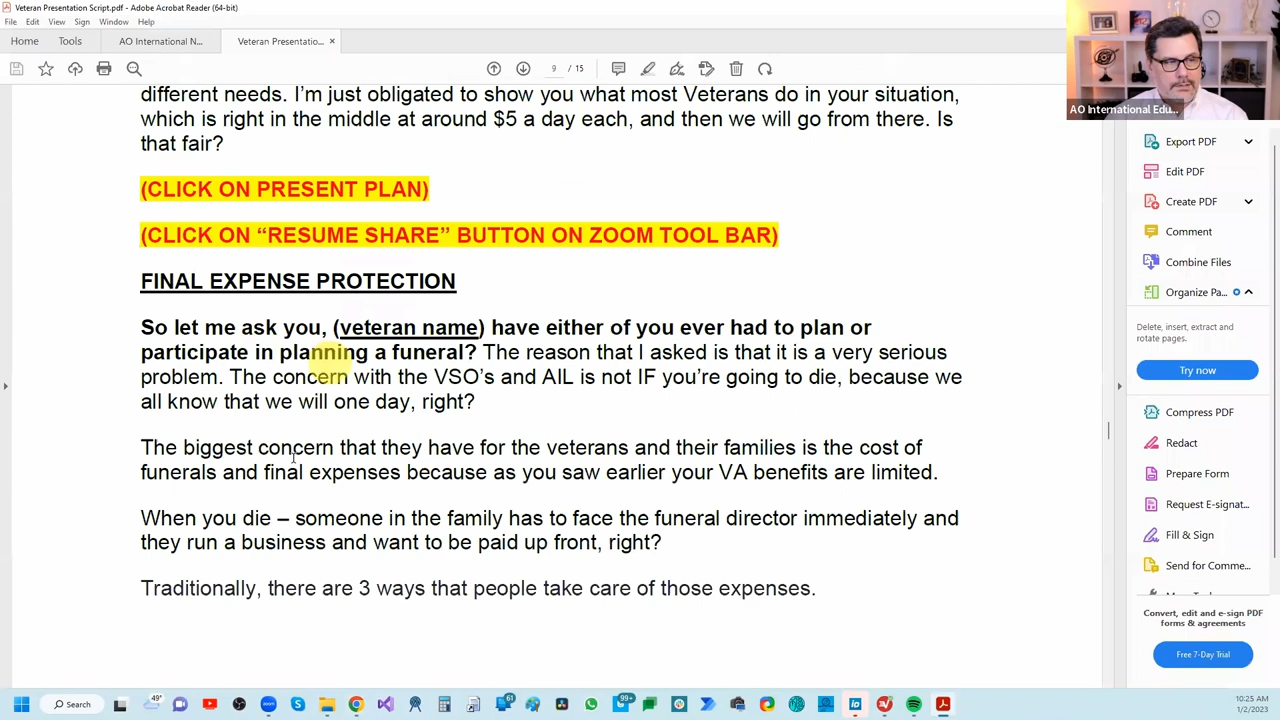 Veteran Presentation Script.pdf - Adobe Acrobat Reader (64-bit)
File Edit View Sign Window Help
Home Tools AO International N... Veteran Presentatio... ×
9 / 15
AO International Edu...
different needs. I’m just obligated to show you what most Veterans do in your situation,
which is right in the middle at around $5 a day each, and then we will go from there. Is
that fair?
(CLICK ON PRESENT PLAN)
(CLICK ON “RESUME SHARE” BUTTON ON ZOOM TOOL BAR)
FINAL EXPENSE PROTECTION
So let me ask you, (veteran name) have either of you ever had to plan or
participate in planning a funeral? The reason that I asked is that it is a very serious
problem. The concern with the VSO’s and AIL is not IF you’re going to die, because we
all know that we will one day, right?
The biggest concern that they have for the veterans and their families is the cost of
funerals and final expenses because as you saw earlier your VA benefits are limited.
When you die – someone in the family has to face the funeral director immediately and
they run a business and want to be paid up front, right?
Traditionally, there are 3 ways that people take care of those expenses.
Export PDF
Edit PDF
Create PDF
Comment
Combine Files
Organize Pa...
Delete, insert, extract and
rotate pages.
Try now
Compress PDF
Redact
Prepare Form
Request E-signat...
Fill & Sign
Send for Comme...
Convert, edit and e-sign PDF
forms & agreements
Free 7-Day Trial
Search
49°
61
99+
10:25 AM
1/2/2023